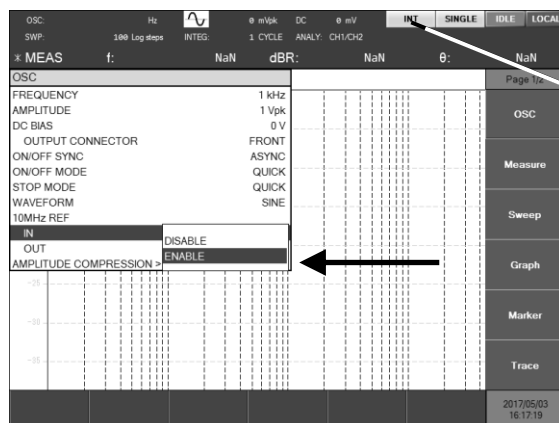 OSC: Hz 0 mVpk DC 0 mV INT SINGLE IDLE LOCAL
SWP: 100 Log steps INTEG: 1 CYCLE ANALY: CH1/CH2
* MEAS f: NaN dBR: NaN θ: NaN
OSC Page 1/2
FREQUENCY 1 kHz
AMPLITUDE 1 Vpk
DC BIAS 0 V
OUTPUT CONNECTOR FRONT
ON/OFF SYNC ASYNC
ON/OFF MODE QUICK
STOP MODE QUICK
WAVEFORM SINE
10MHz REF
IN
DISABLE
OUT
ENABLE
AMPLITUDE COMPRESSION >
-25
-30
-35
OSC
Measure
Sweep
Graph
Marker
Trace
2017/05/03
16:17:19